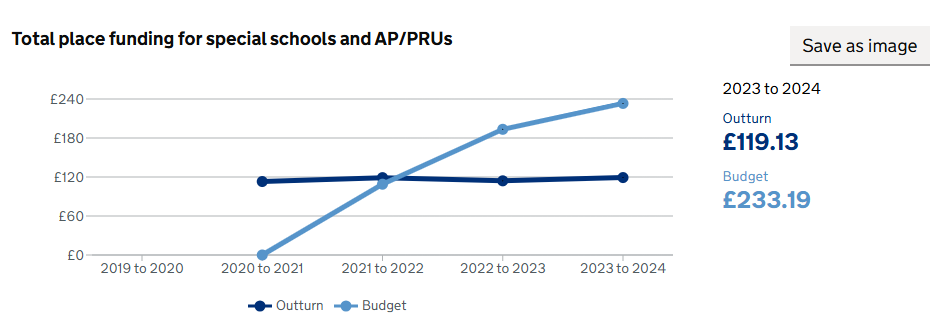 Total place funding for special schools and AP/PRUs
Save as image
£240
£180
£120
£60
£0
2019 to 2020 2020 to 2021 2021 to 2022 2022 to 2023 2023 to 2024
Outturn Budget
2023 to 2024
Outturn
£119.13
Budget
£233.19